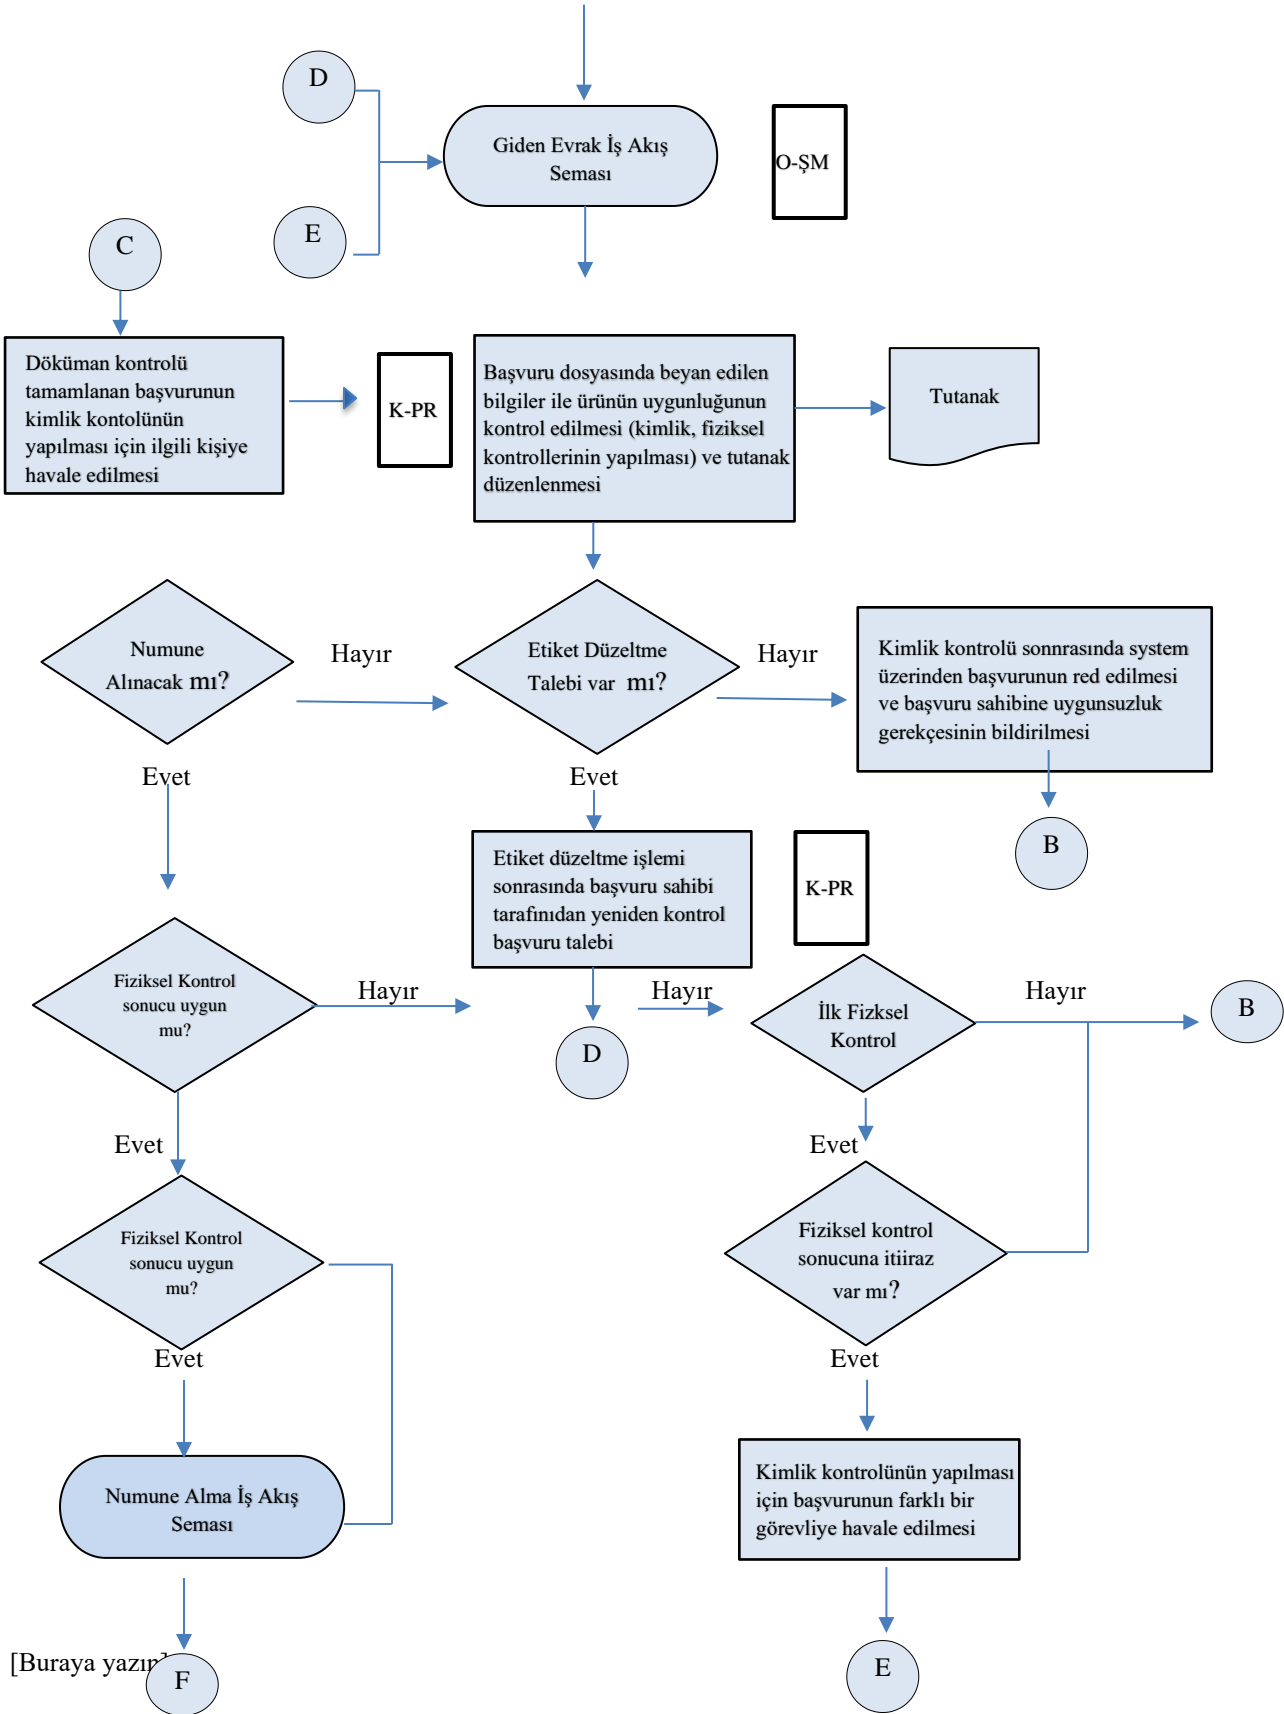 D
Giden Evrak İş Akış
Seması
O-ŞM
E
C
Döküman kontrolü
tamamlanan başvurunun
kimlik kontolünün
yapılması için ilgili kişiye
havale edilmesi
K-PR
Başvuru dosyasında beyan edilen
bilgiler ile ürünün uygunluğunun
kontrol edilmesi (kimlik, fiziksel
kontrollerinin yapılması) ve tutanak
düzenlenmesi
Tutanak
Numune
Alınacak mı?
Hayır
Etiket Düzeltme
Talebi var mı?
Hayır
Kimlik kontrolü sonnrasında system
üzerinden başvurunun red edilmesi
ve başvuru sahibine uygunsuzluk
gerekçesinin bildirilmesi
Evet
Evet
B
Etiket düzeltme işlemi
sonrasında başvuru sahibi
tarafınıdan yeniden kontrol
başvuru talebi
K-PR
Fiziksel Kontrol
sonucu uygun
mu?
Hayır
Hayır
D
İlk Fizksel
Kontrol
Hayır
B
Evet
Evet
Fiziksel Kontrol
sonucu uygun
mu?
Fiziksel kontrol
sonucuna itiiraz
var mı?
Evet
Evet
Numune Alma İş Akış
Seması
Kimlik kontrolünün yapılması
için başvurunun farklı bir
görevliye havale edilmesi
[Buraya yazın]
F
E